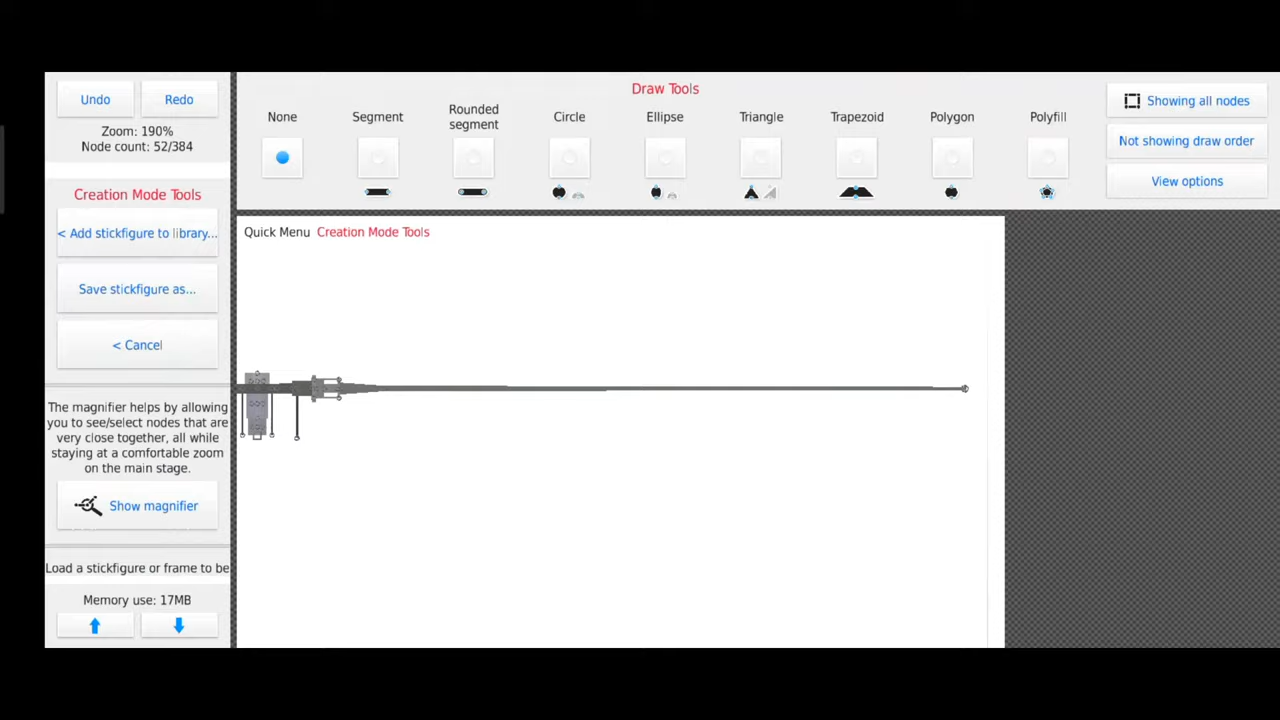 Undo
Redo
Zoom: 190%
Node count: 52/384
Creation Mode Tools
< Add stickfigure to library...
Save stickfigure as...
< Cancel
The magnifier helps by allowing
you to see/select nodes that are
very close together, all while
staying at a comfortable zoom
on the main stage.
Show magnifier
Load a stickfigure or frame to be
Memory use: 17MB
Draw Tools
None
Segment
Rounded
segment
Circle
Ellipse
Triangle
Trapezoid
Polygon
Polyfill
Showing all nodes
Not showing draw order
View options
Quick Menu
Creation Mode Tools